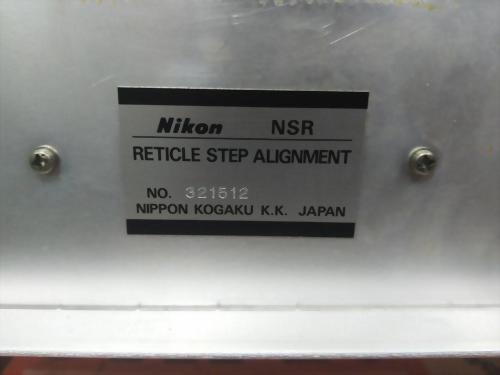 Nikon NSR
RETICLE STEP ALIGNMENT
NO. 321512
NIPPON KOGAKU K.K. JAPAN